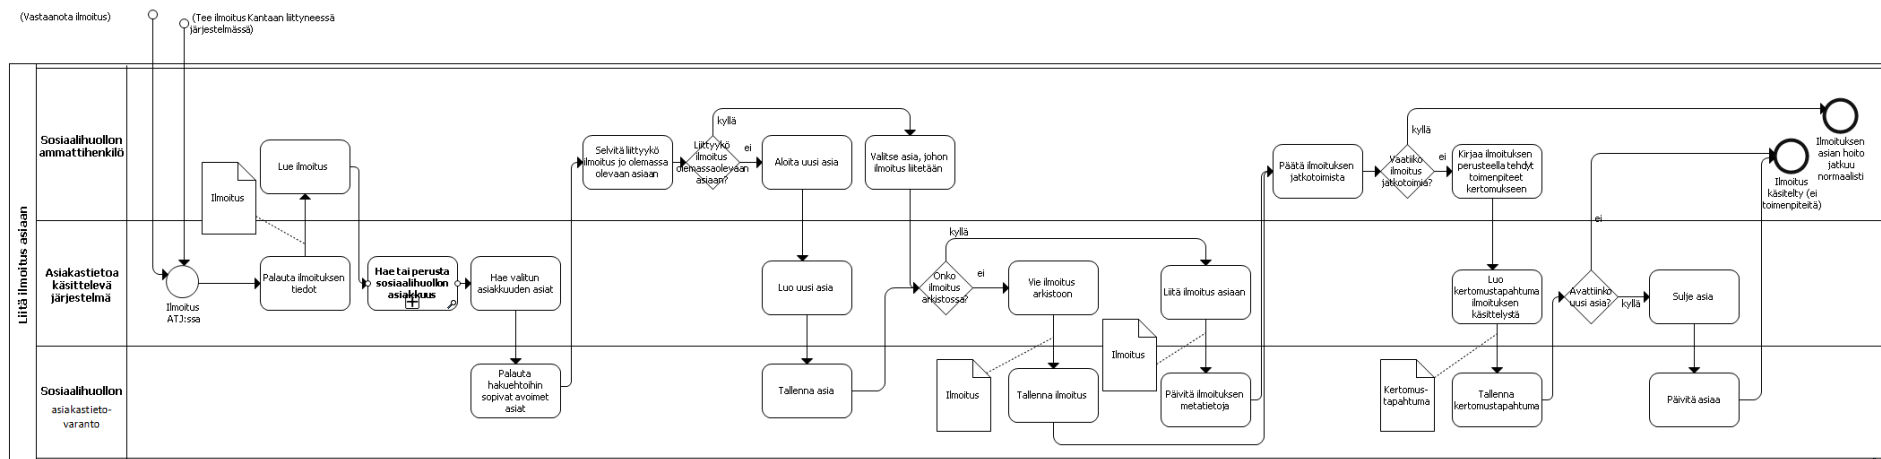 (Vastaanota ilmoitus)
(Tee ilmoitus Kantaan liittyneessä
järjestelmässä)
Liitä ilmoitus asiaan
Sosiaalihuollon
ammattihenkilö
Lue ilmoitus
Ilmoitus
Selvitä liittyykö
ilmoitus jo olemassa
olevaan asiaan
kyllä
Liittyykö
ilmoitus
olemassaolevaan
asiaan?
ei
Aloita uusi asia
Valitse asia, johon
ilmoitus liitetään
Päätä ilmoituksen
jatkotoimista
kyllä
Vaatiiko
ilmoitus
jatkotoimia?
ei
Kirjaa ilmoituksen
perusteella tehdyt
toimenpiteet
kertomukseen
Ilmoitus
käsitelty (ei
toimenpiteitä)
Ilmoituksen
asian hoito
jatkuu
normaalisti
Asiakastietoa
käsittelevä
järjestelmä
Ilmoitus
ATJ:ssa
Palauta ilmoituksen
tiedot
Hae tai perusta
sosiaalihuollon
asiakkuus
Hae valitun
asiakkuuden asiat
Luo uusi asia
kyllä
Onko
ilmoitus
arkistossa?
ei
Vie ilmoitus
arkistoon
Liitä ilmoitus asiaan
Luo
kertomustapahtuma
ilmoituksen
käsittelystä
ei
Avattiinko
uusi asia?
kyllä
Sulje asia
Sosiaalihuollon
asiakastieto-
varanto
Palauta
hakuehtoihin
sopivat avoimet
asiat
Tallenna asia
Ilmoitus
Tallenna ilmoitus
Ilmoitus
Päivitä ilmoituksen
metatietoja
Kertomus-
tapahtuma
Tallenna
kertomustapahtuma
Päivitä asiaa